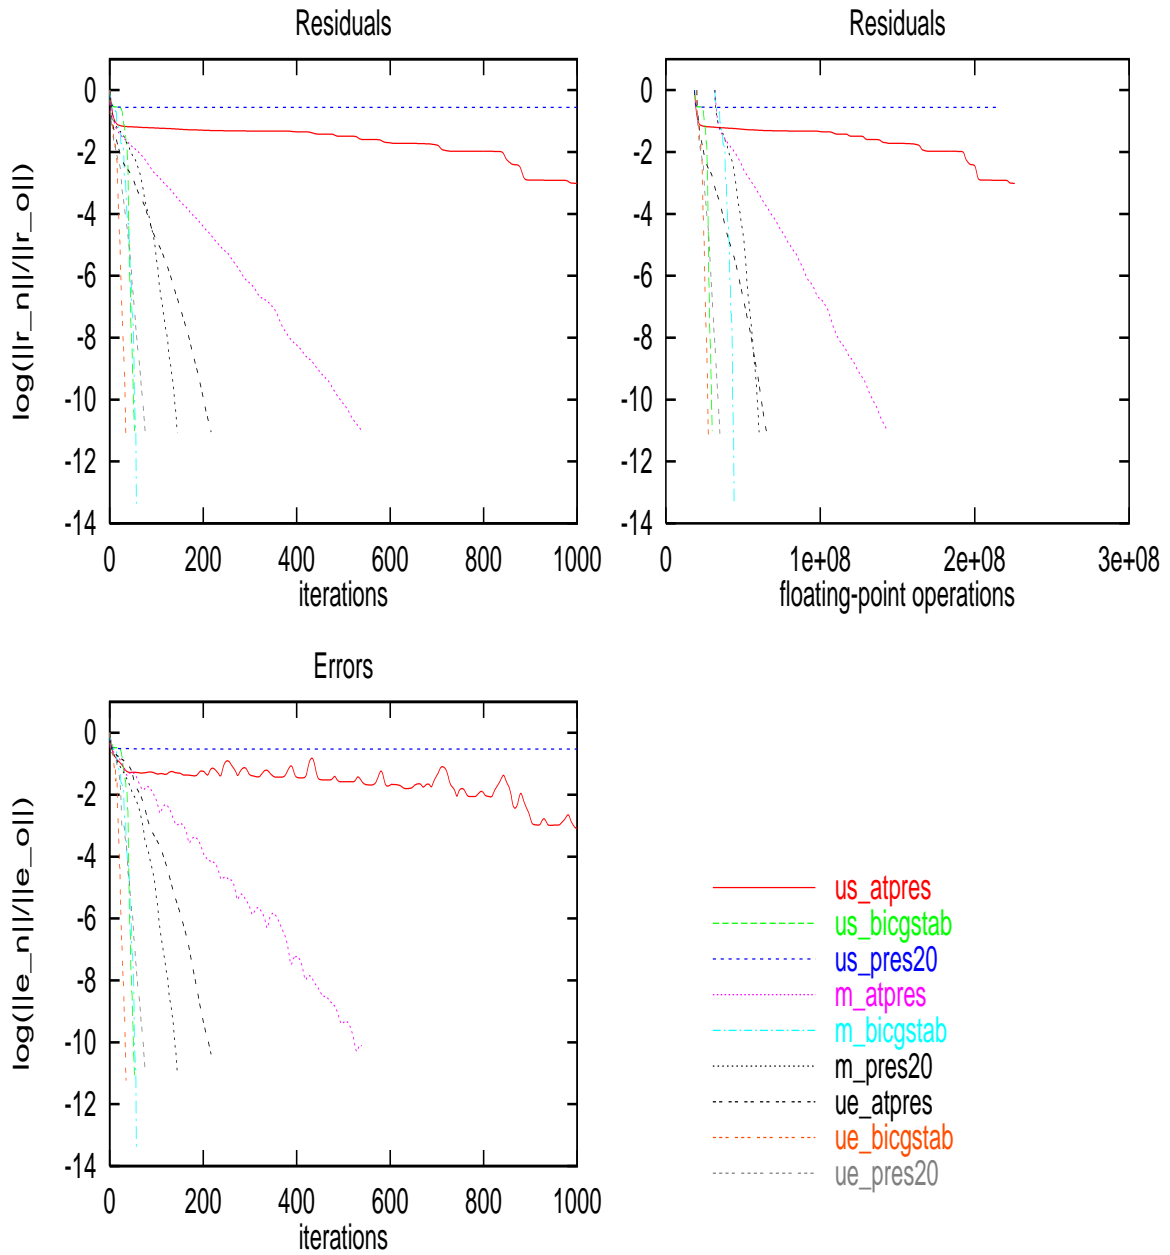 Residuals
0
-2
-4
-6
-8
-10
-12
-14
log(||r_n||/||r_o||)
0 200 400 600 800 1000
iterations
Residuals
0
-2
-4
-6
-8
-10
-12
-14
0 1e+08 2e+08 3e+08
floating-point operations
Errors
0
-2
-4
-6
-8
-10
-12
-14
log(||e_n||/||e_o||)
0 200 400 600 800 1000
iterations
us_atpres
us_bicgstab
us_pres20
m_atpres
m_bicgstab
m_pres20
ue_atpres
ue_bicgstab
ue_pres20